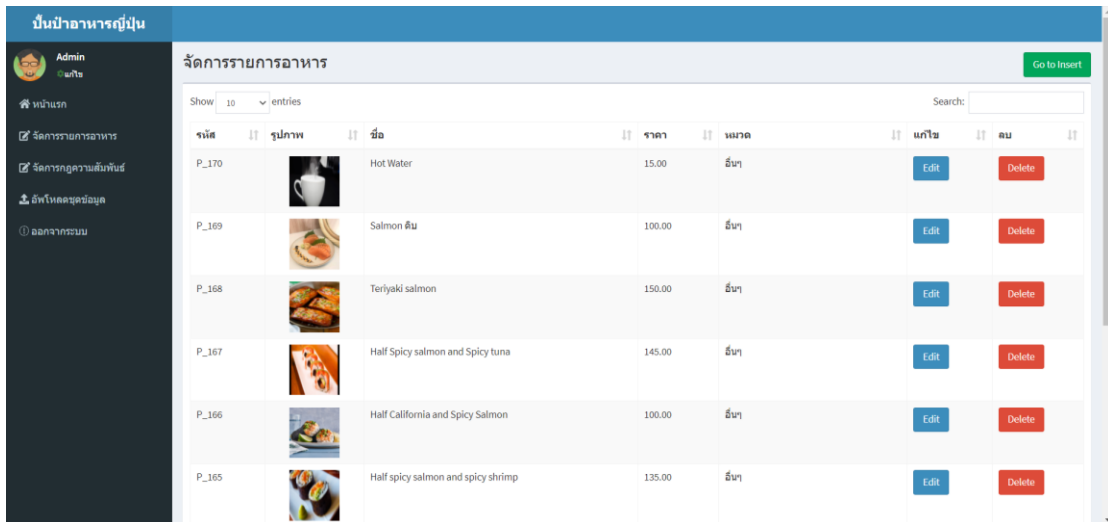 ปั้นป๋าอาหารญี่ปุ่น
Admin
แก้ไข
หน้าแรก
จัดการรายการอาหาร
จัดการกฎความสัมพันธ์
อัพโหลดชุดข้อมูล
ออกจากระบบ
จัดการรายการอาหาร
Go to Insert
Show 10 entries
Search:
รหัส รูปภาพ ชื่อ ราคา หมวด แก้ไข ลบ
P_170 Hot Water 15.00 อื่นๆ Edit Delete
P_169 Salmon ดิบ 100.00 อื่นๆ Edit Delete
P_168 Teriyaki salmon 150.00 อื่นๆ Edit Delete
P_167 Half Spicy salmon and Spicy tuna 145.00 อื่นๆ Edit Delete
P_166 Half California and Spicy Salmon 100.00 อื่นๆ Edit Delete
P_165 Half spicy salmon and spicy shrimp 135.00 อื่นๆ Edit Delete